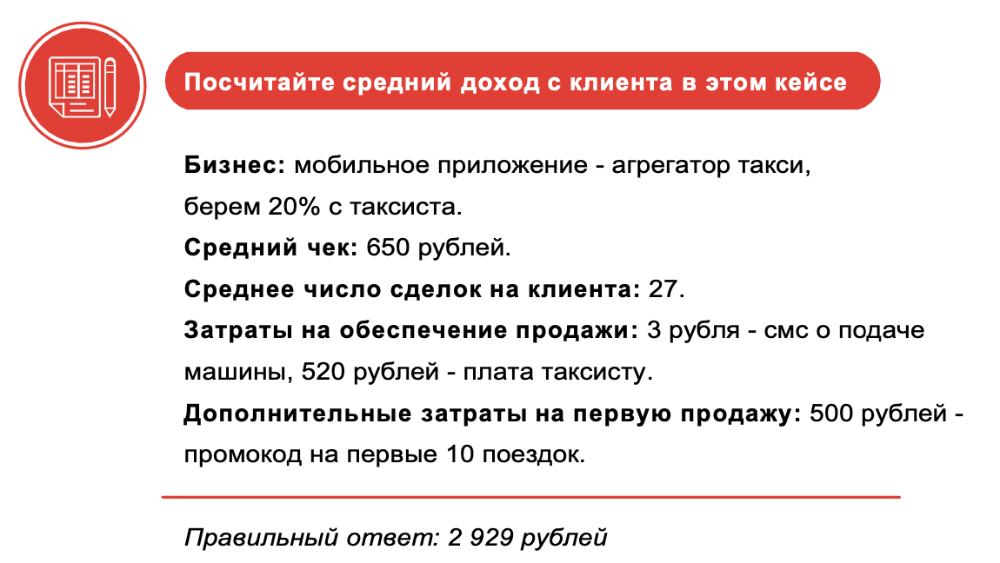 Посчитайте средний доход с клиента в этом кейсе
Бизнес: мобильное приложение - агрегатор такси,
берем 20% с таксиста.
Средний чек: 650 рублей.
Среднее число сделок на клиента: 27.
Затраты на обеспечение продажи: 3 рубля - смс о подаче
машины, 520 рублей - плата таксисту.
Дополнительные затраты на первую продажу: 500 рублей -
промокод на первые 10 поездок.
Правильный ответ: 2 929 рублей